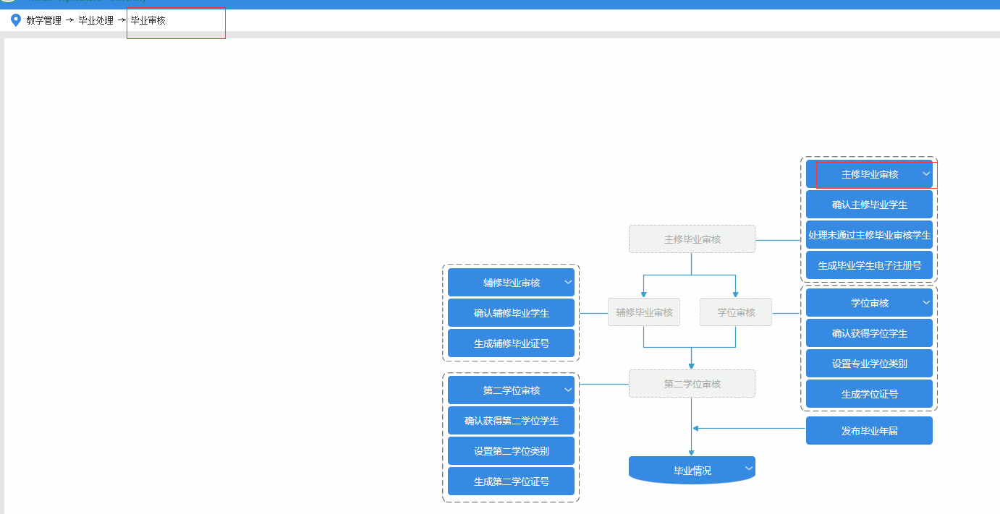 教学管理 → 毕业处理 → 毕业审核
主修毕业审核
确认主修毕业学生
处理未通过主修毕业审核学生
生成毕业学生电子注册号
主修毕业审核
辅修毕业审核
确认辅修毕业学生
生成辅修毕业证号
辅修毕业审核
学位审核
学位审核
确认获得学位学生
设置专业学位类别
生成学位证号
第二学位审核
确认获得第二学位学生
设置第二学位类别
生成第二学位证号
第二学位审核
发布毕业年届
毕业情况